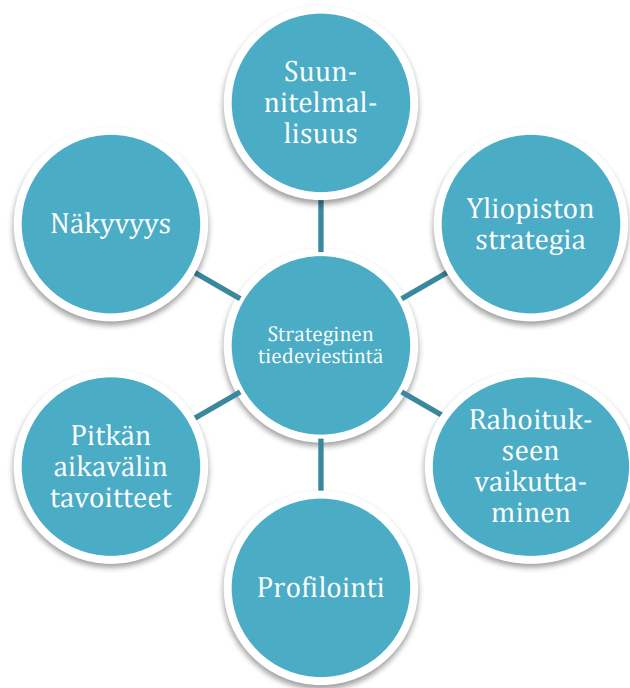 Suun-
nitelmal-
lisuus
Yliopiston
strategia
Rahoituk-
seen
vaikutta-
minen
Profilointi
Pitkän
aikavälin
tavoitteet
Näkyvyys
Strateginen
tiedeviestintä